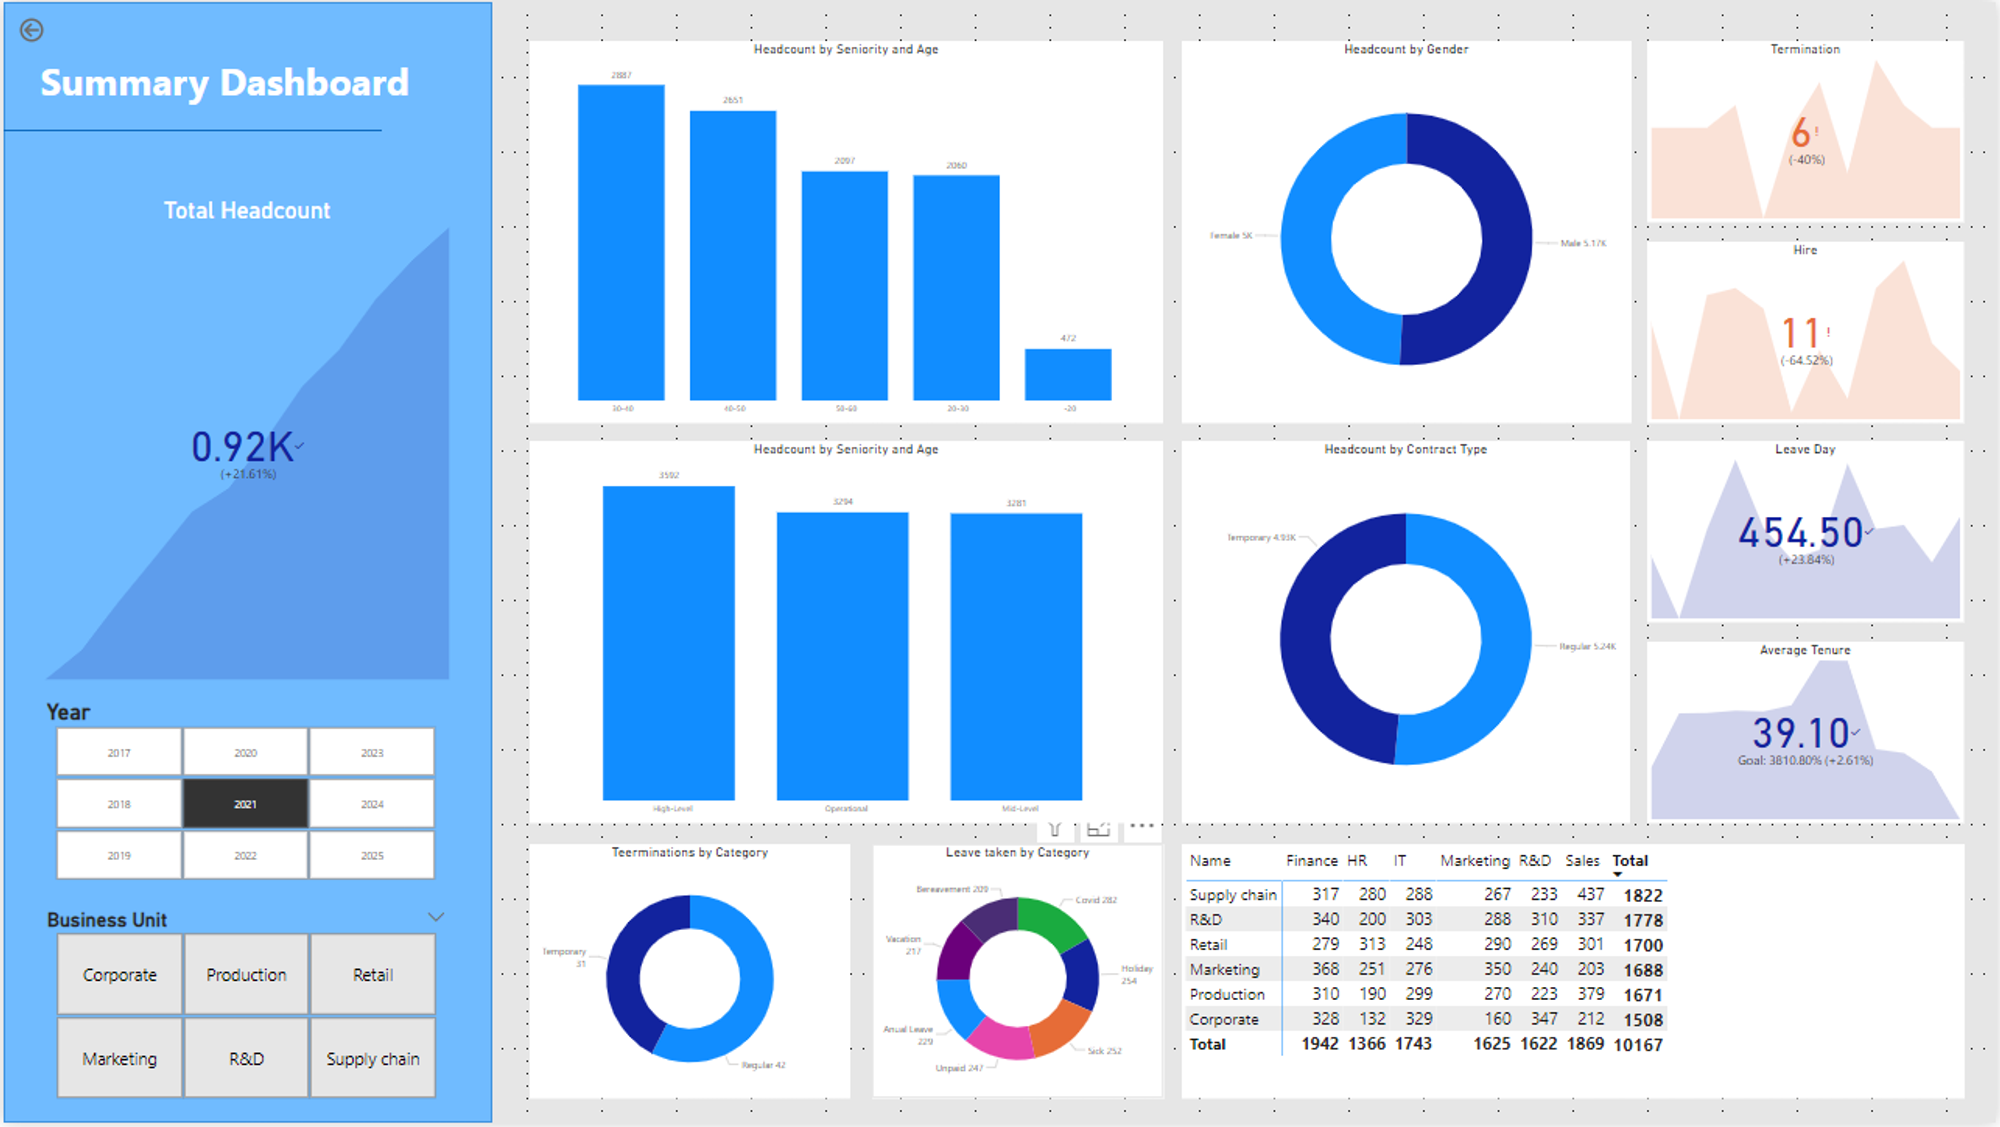 Summary Dashboard
Total Headcount
0.92K
(+21.61%)
Year
2017 2020 2023
2018 2021 2024
2019 2022 2025
Business Unit
Corporate Production Retail
Marketing R&D Supply chain
Headcount by Seniority and Age
2887
2651
2097
2060
472
30-40 40-50 50-60 20-30 -20
Headcount by Gender
Female 5K
Male 5.17K
Termination
6!
(-40%)
Hire
11!
(-64.52%)
Headcount by Seniority and Age
3592
3294
3281
High-Level Operational Mid-Level
Headcount by Contract Type
Temporary 4.93K
Regular 5.24K
Leave Day
454.50
(+23.84%)
Average Tenure
39.10
Goal: 3810.80% (+2.61%)
Teerminations by Category
Temporary
31
Regular 42
Leave taken by Category
Bereavement 209
Covid 282
Vacation
217
Holiday
254
Anual Leave
229
Sick 252
Unpaid 247
Name Finance HR IT Marketing R&D Sales Total
Supply chain 317 280 288 267 233 437 1822
R&D 340 200 303 288 310 337 1778
Retail 279 313 248 290 269 301 1700
Marketing 368 251 276 350 240 203 1688
Production 310 190 299 270 223 379 1671
Corporate 328 132 329 160 347 212 1508
Total 1942 1366 1743 1625 1622 1869 10167